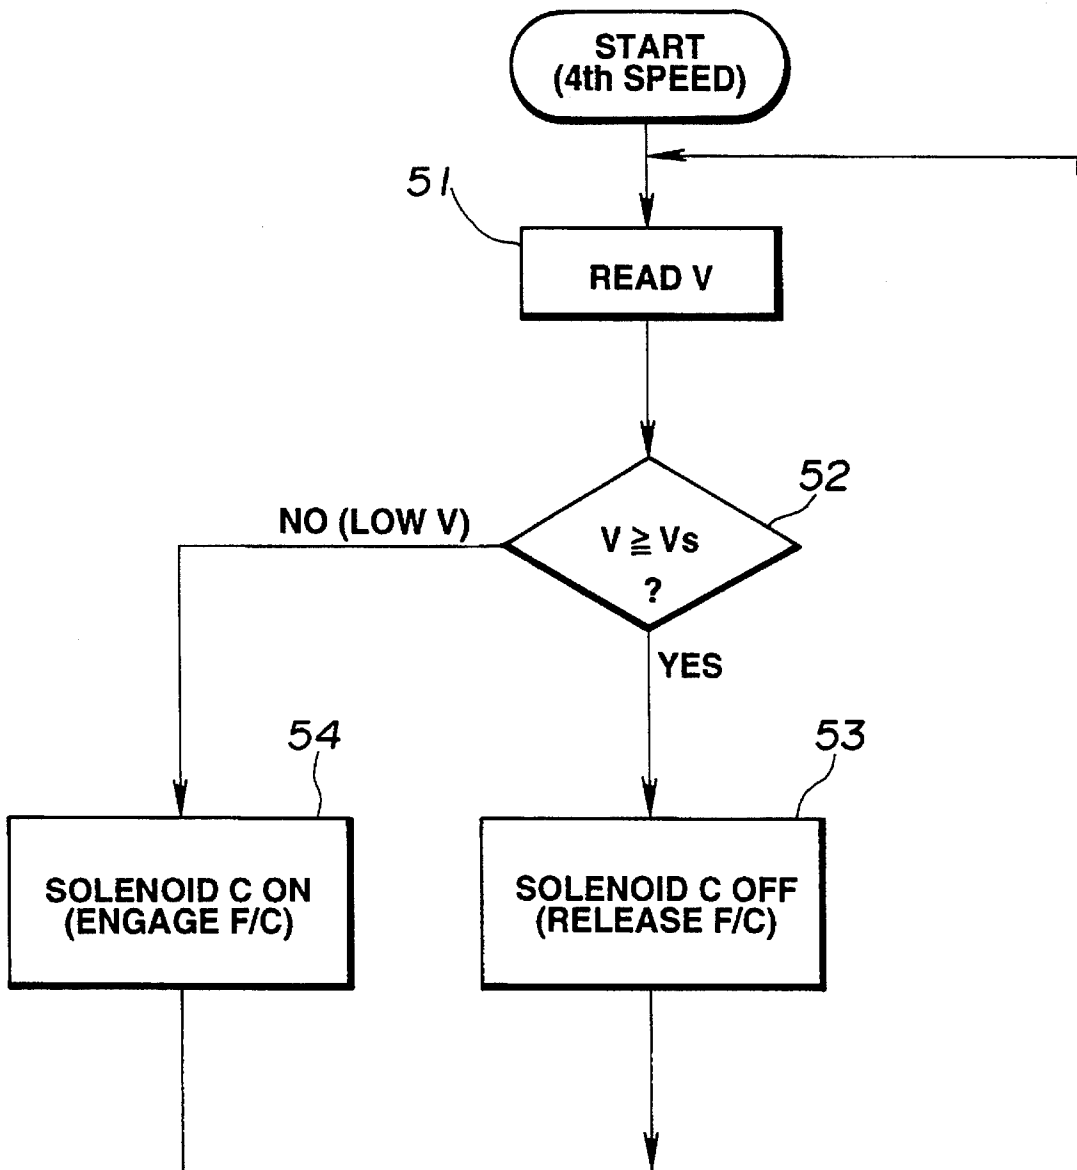 START
(4th SPEED)
51
READ V
52
NO (LOW V)
V ≧ Vs
?
YES
54
53
SOLENOID C ON
(ENGAGE F/C)
SOLENOID C OFF
(RELEASE F/C)